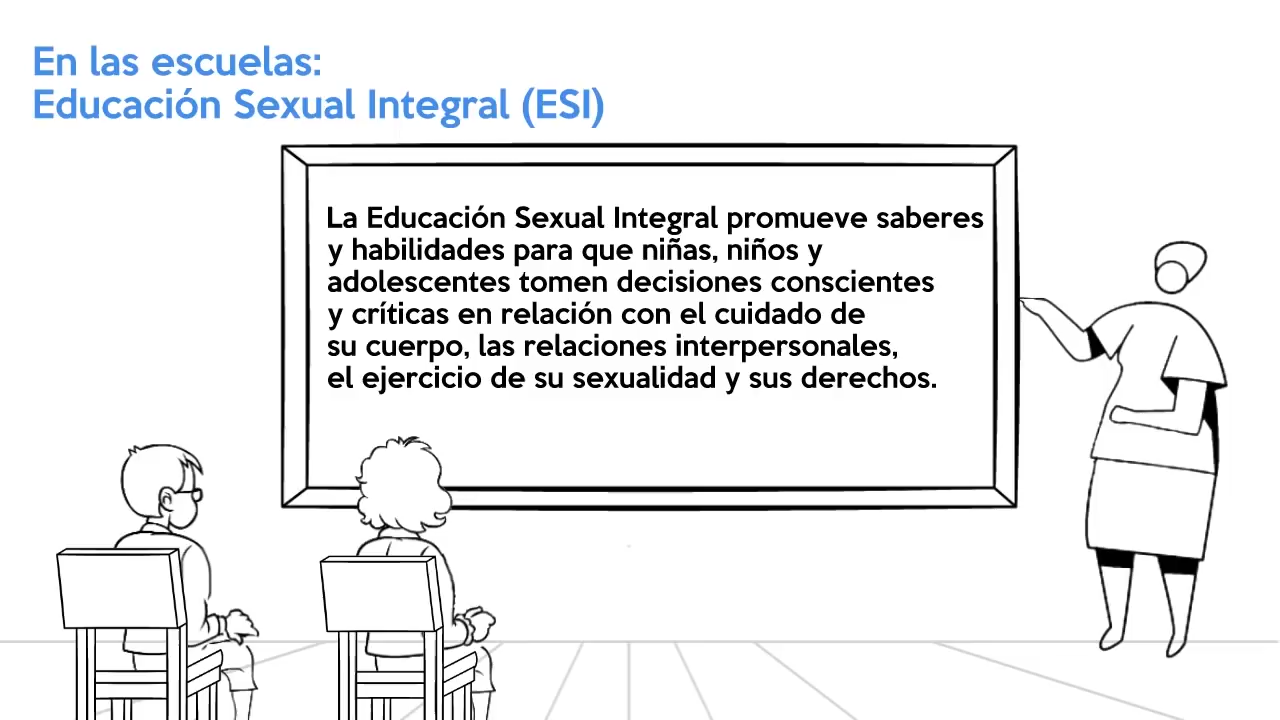 En las escuelas:
Educación Sexual Integral (ESI)
La Educación Sexual Integral promueve saberes
y habilidades para que niñas, niños y
adolescentes tomen decisiones conscientes
y críticas en relación con el cuidado de
su cuerpo, las relaciones interpersonales,
el ejercicio de su sexualidad y sus derechos.